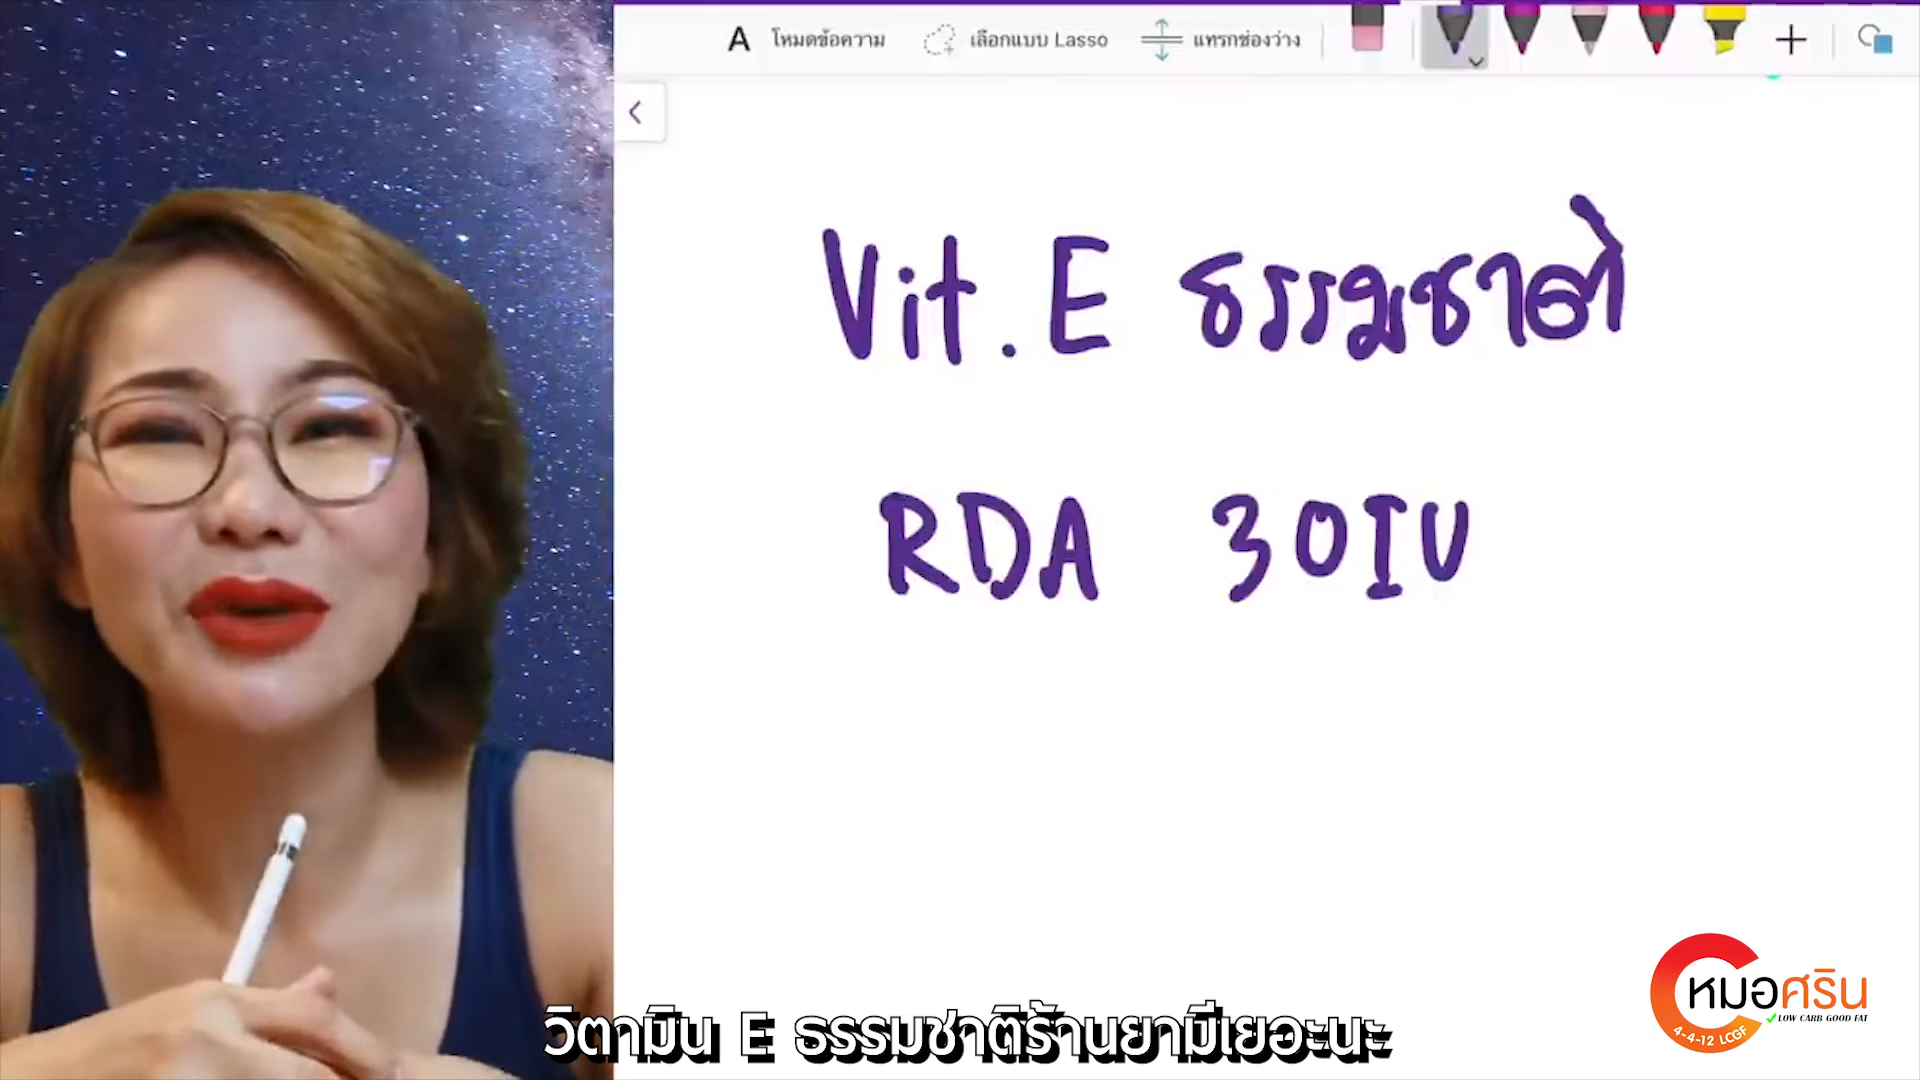 A โหมดข้อความ เลือกแบบ Lasso แทรกช่องว่าง
Vit. E ธรรมชาติ
RDA 30IU
หมอศริน
LOW CARB GOOD FAT
4-4-12 LCGF
วิตามิน E ธรรมชาติร้านยามีเยอะนะ